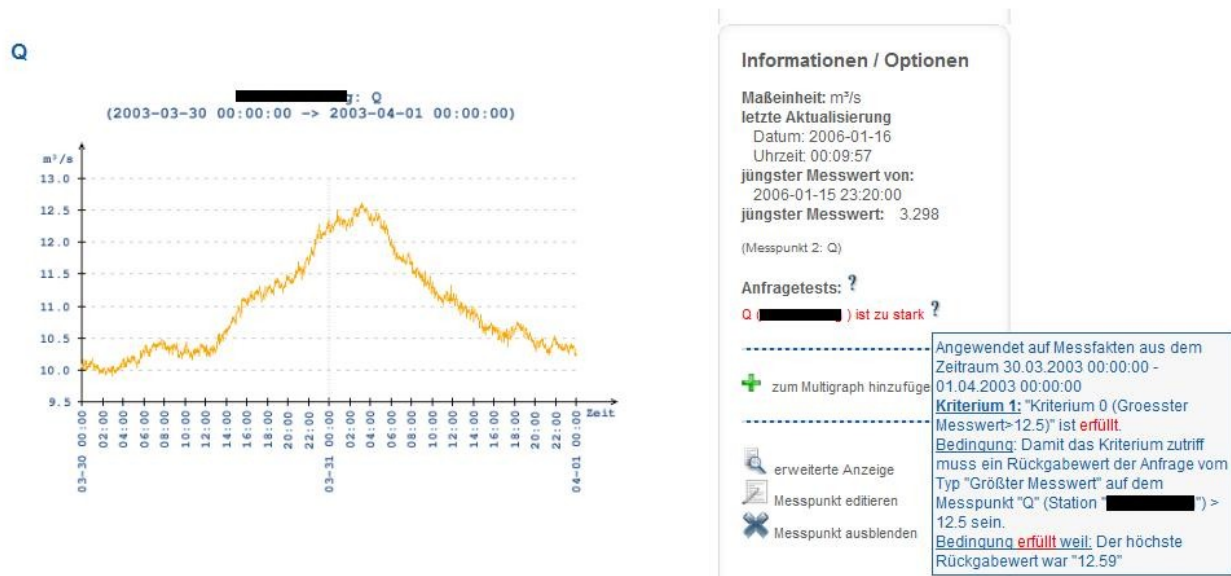 Q
g: Q
(2003-03-30 00:00:00 -> 2003-04-01 00:00:00)
m³/s
13.0
12.5
12.0
11.5
11.0
10.5
10.0
9.5
Zeit
03-30 00:00
02:00
04:00
06:00
08:00
10:00
12:00
14:00
16:00
18:00
20:00
22:00
03-31 00:00
02:00
04:00
06:00
08:00
10:00
12:00
14:00
16:00
18:00
20:00
22:00
04-01 00:00
Informationen / Optionen
Maßeinheit: m³/s
letzte Aktualisierung
Datum: 2006-01-16
Uhrzeit: 00:09:57
jüngster Messwert von:
2006-01-15 23:20:00
jüngster Messwert: 3.298
(Messpunkt 2: Q)
Anfragetests: ?
Q ( ) ist zu stark ?
zum Multigraph hinzufüge
erweiterte Anzeige
Messpunkt editieren
Messpunkt ausblenden
Angewendet auf Messfakten aus dem
Zeitraum 30.03.2003 00:00:00 -
01.04.2003 00:00:00
Kriterium 1: "Kriterium 0 (Groesster
Messwert>12.5)" ist erfüllt.
Bedingung: Damit das Kriterium zutriff
muss ein Rückgabewert der Anfrage vom
Typ "Größter Messwert" auf dem
Messpunkt "Q" (Station " ") >
12.5 sein.
Bedingung erfüllt weil: Der höchste
Rückgabewert war "12.59"